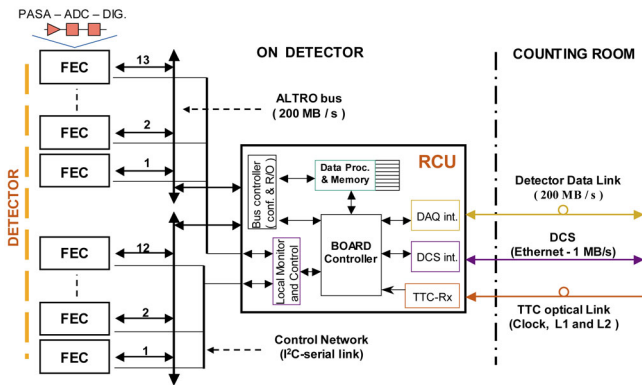 PASA – ADC – DIG.
ON DETECTOR
COUNTING ROOM
FEC
13
FEC
2
FEC
1
ALTRO bus
( 200 MB / s )
DETECTOR
RCU
Bus controller
( conf. & R/O )
Data Proc.
& Memory
BOARD
Controller
Local Monitor
and Control
DAQ int.
DCS int.
TTC-Rx
Detector Data Link
( 200 MB / s )
DCS
(Ethernet - 1 MB/s)
TTC optical Link
(Clock, L1 and L2 )
FEC
12
FEC
2
FEC
1
Control Network
(I²C-serial link)